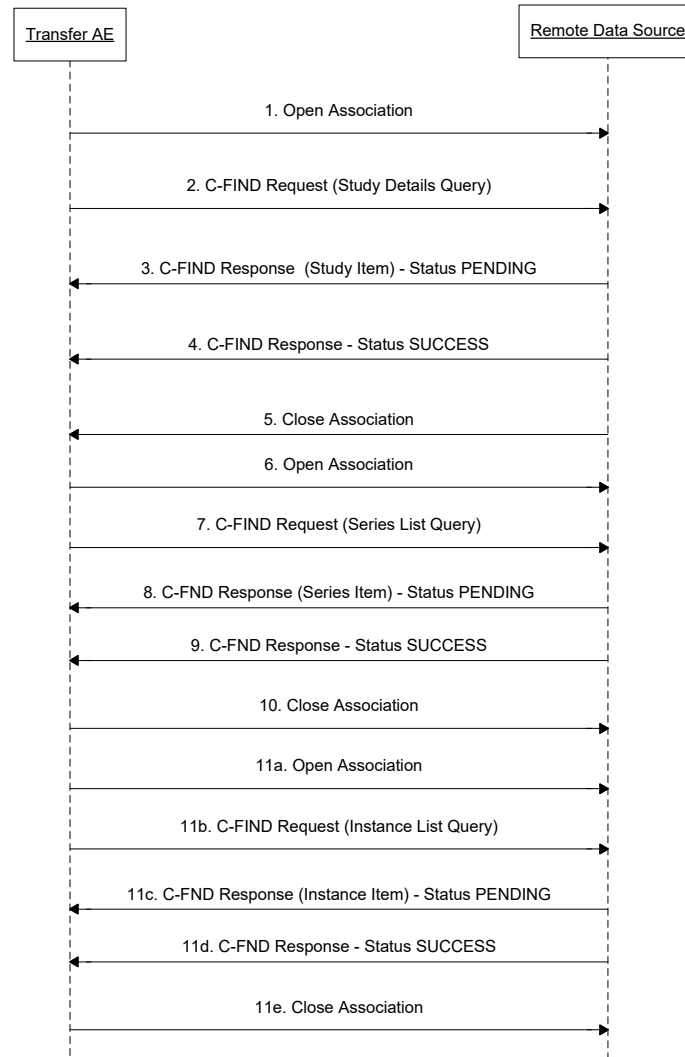 Transfer AE
Remote Data Source
1. Open Association
2. C-FIND Request (Study Details Query)
3. C-FIND Response  (Study Item) - Status PENDING
4. C-FIND Response - Status SUCCESS
5. Close Association
6. Open Association
7. C-FIND Request (Series List Query)
8. C-FND Response (Series Item) - Status PENDING
9. C-FND Response - Status SUCCESS
10. Close Association
11a. Open Association
11b. C-FIND Request (Instance List Query)
11c. C-FND Response (Instance Item) - Status PENDING
11d. C-FND Response - Status SUCCESS
11e. Close Association